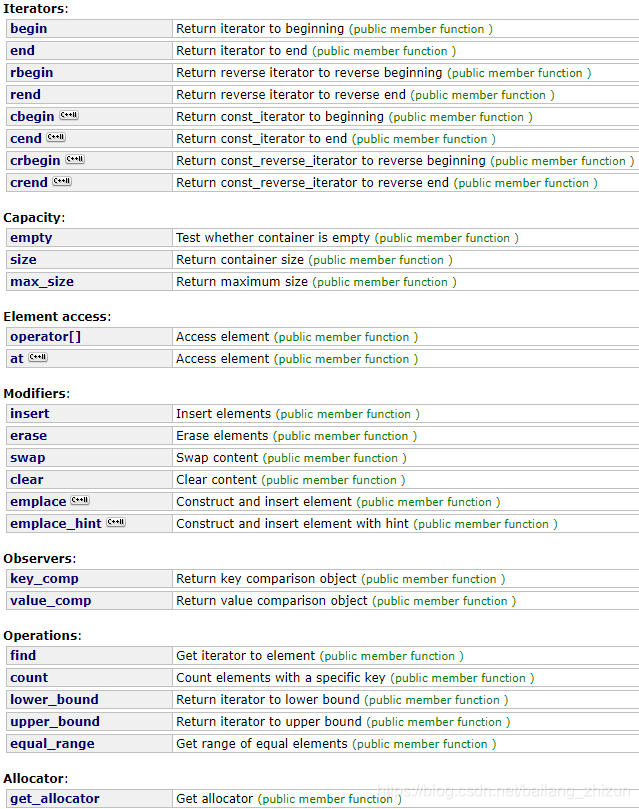 Iterators:
begin Return iterator to beginning (public member function )
end Return iterator to end (public member function )
rbegin Return reverse iterator to reverse beginning (public member function )
rend Return reverse iterator to reverse end (public member function )
cbegin C++11 Return const_iterator to beginning (public member function )
cend C++11 Return const_iterator to end (public member function )
crbegin C++11 Return const_reverse_iterator to reverse beginning (public member function )
crend C++11 Return const_reverse_iterator to reverse end (public member function )
Capacity:
empty Test whether container is empty (public member function )
size Return container size (public member function )
max_size Return maximum size (public member function )
Element access:
operator[] Access element (public member function )
at C++11 Access element (public member function )
Modifiers:
insert Insert elements (public member function )
erase Erase elements (public member function )
swap Swap content (public member function )
clear Clear content (public member function )
emplace C++11 Construct and insert element (public member function )
emplace_hint C++11 Construct and insert element with hint (public member function )
Observers:
key_comp Return key comparison object (public member function )
value_comp Return value comparison object (public member function )
Operations:
find Get iterator to element (public member function )
count Count elements with a specific key (public member function )
lower_bound Return iterator to lower bound (public member function )
upper_bound Return iterator to upper bound (public member function )
equal_range Get range of equal elements (public member function )
Allocator:
get_allocator Get allocator (public member function )
https://blog.csdn.net/bailang_zhizun